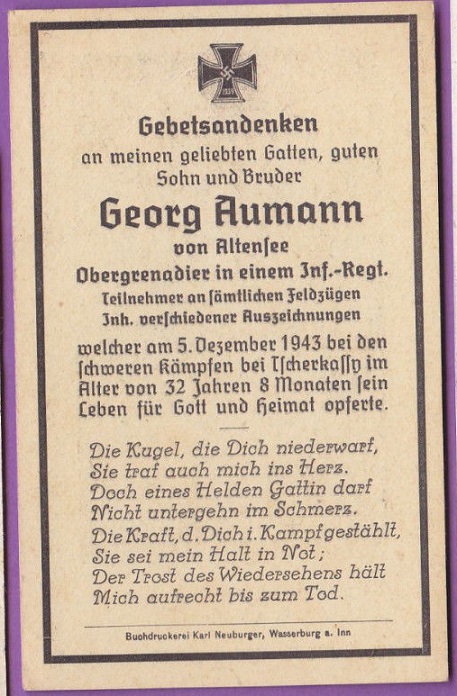 1939
Gebetsandenken
an meinen geliebten Gatten, guten
Sohn und Bruder
Georg Aumann
von Altensee
Obergrenadier in einem Inf.-Regt.
Teilnehmer an sämtlichen Feldzügen
Inh. verschiedener Auszeichnungen
welcher am 5. Dezember 1943 bei den
schweren Kämpfen bei Tscherkassy im
Alter von 32 Jahren 8 Monaten sein
Leben für Gott und Heimat opferte.
Die Kugel, die Dich niederwarf,
Sie traf auch mich ins Herz.
Doch eines Helden Gattin darf
Nicht untergehn im Schmerz.
Die Kraft, d. Dich i. Kampf gestählt,
Sie sei mein Halt in Not;
Der Trost des Wiedersehens hält
Mich aufrecht bis zum Tod.
Buchdruckerei Karl Neuburger, Wasserburg a. Inn